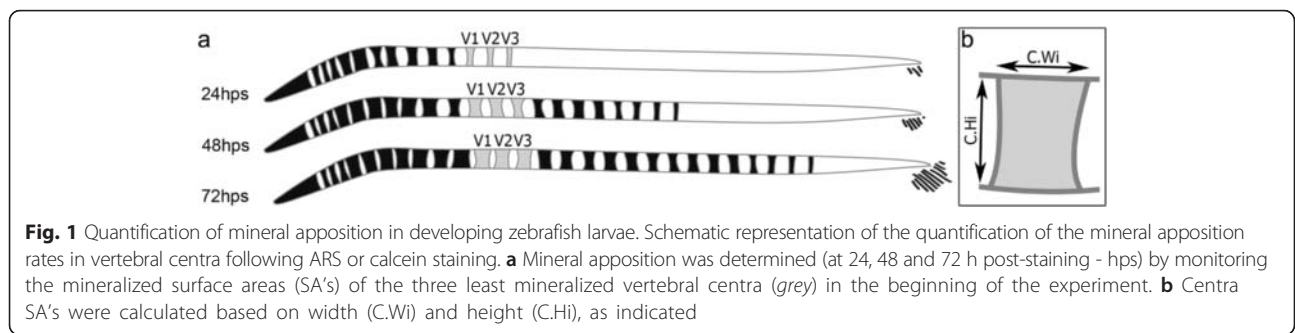 a
V1 V2 V3
24hps
V1 V2 V3
48hps
V1 V2 V3
72hps
b
C.Wi
C.Hi
Fig. 1 Quantification of mineral apposition in developing zebrafish larvae. Schematic representation of the quantification of the mineral apposition
rates in vertebral centra following ARS or calcein staining. a Mineral apposition was determined (at 24, 48 and 72 h post-staining - hps) by monitoring
the mineralized surface areas (SA's) of the three least mineralized vertebral centra (grey) in the beginning of the experiment. b Centra
SA's were calculated based on width (C.Wi) and height (C.Hi), as indicated